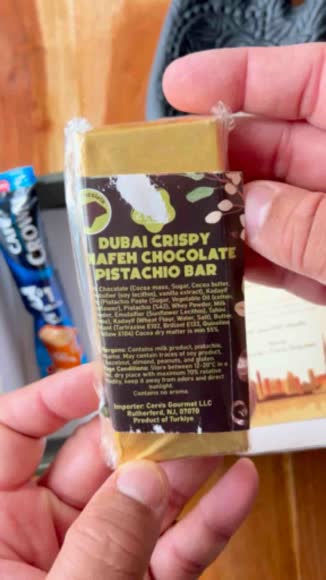 DUBAI CRISPY
NAFEH CHOCOLATE
PISTACHIO BAR
Chocolate (Cocoa mass, Sugar, Cocoa butter,
(soy lecithin), vanilla extract), Kadayif
(Pistachio Paste (Sugar, Vegetable Oil (cotton,
Pistachio (%42), Whey Powder, Milk
Emulsifier (Sunflower Lecithin), Tahini
Kadayif (Wheat Flour, Water, Salt), Butter
(Tartrazine E102, Brilliant E133, Quinoline
E104) Cocoa dry matter is min 55%
Contains milk product, pistachio,
May contain traces of soy product,
hazelnut, almond, peanuts, and gluten.
Conditions: Store between 12-20°C in a
dry place with maximum 70% relative
keep it away from odors and direct
sunlight.
Contains no aroma
Importer: Ceres Gourmet LLC
Rutherford, NJ, 07070
Product of Turkiye